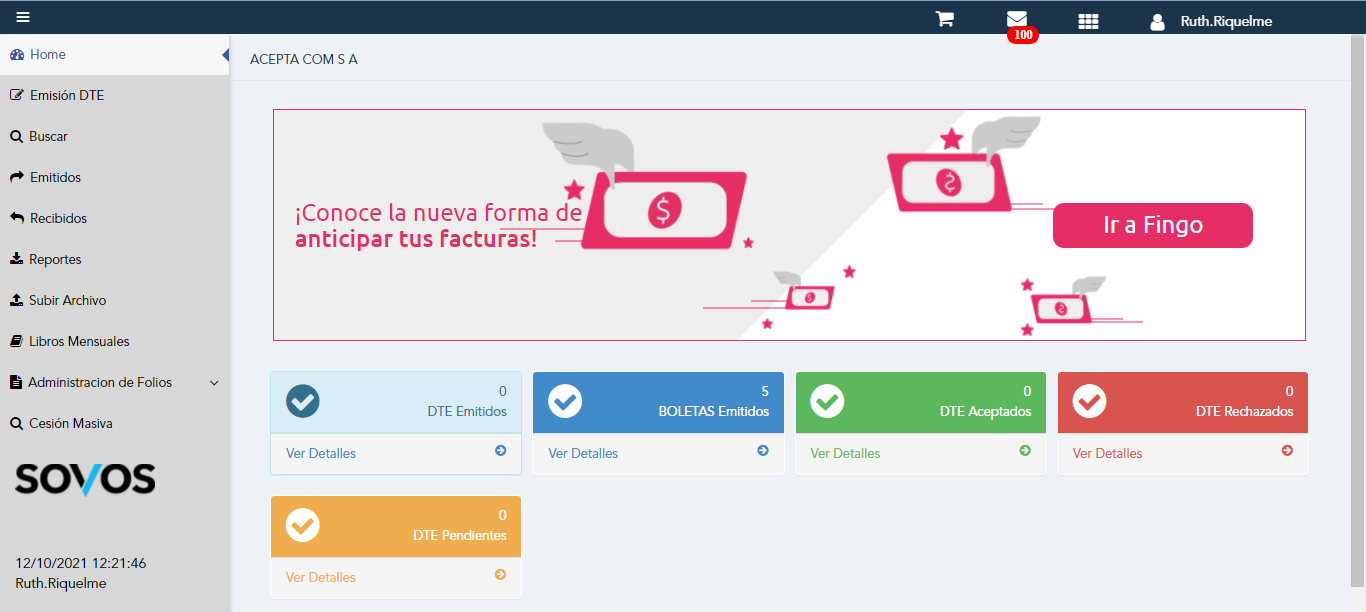 100
Ruth.Riquelme
Home
Emisión DTE
Buscar
Emitidos
Recibidos
Reportes
Subir Archivo
Libros Mensuales
Administracion de Folios
Cesión Masiva
SOVOS
12/10/2021 12:21:46
Ruth.Riquelme
ACEPTA COM S A
¡Conoce la nueva forma de
anticipar tus facturas!
$
$
$
$
Ir a Fingo
0
DTE Emitidos
Ver Detalles
5
BOLETAS Emitidos
Ver Detalles
0
DTE Aceptados
Ver Detalles
0
DTE Rechazados
Ver Detalles
0
DTE Pendientes
Ver Detalles